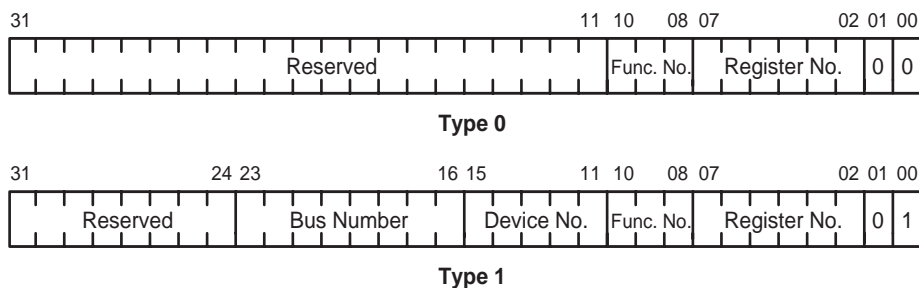 31 11 10 08 07 02 01 00
Reserved Func. No. Register No. 0 0
Type 0
31 24 23 16 15 11 10 08 07 02 01 00
Reserved Bus Number Device No. Func. No. Register No. 0 1
Type 1